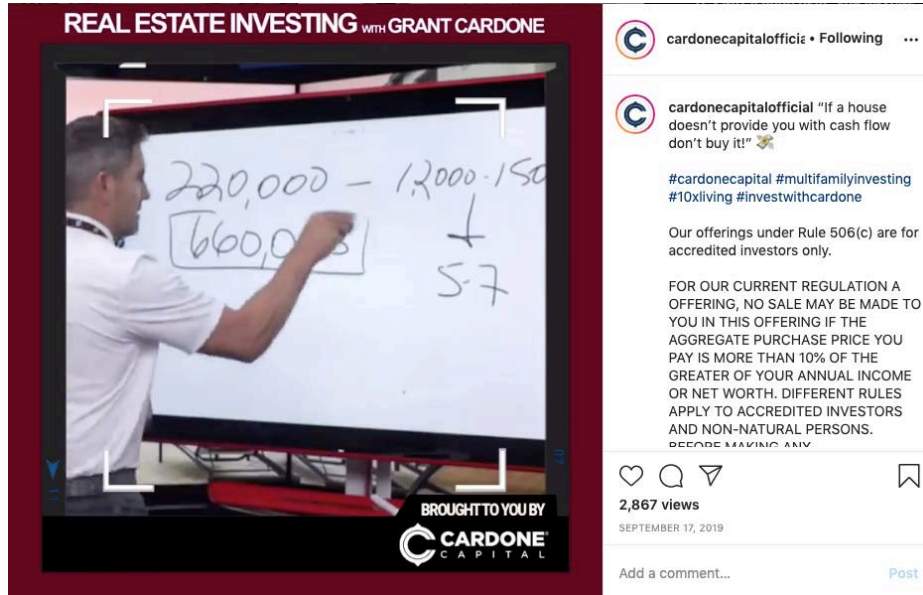 REAL ESTATE INVESTING WITH GRANT CARDONE
220,000 – 1,2000-150
660,0
5-7
BROUGHT TO YOU BY
CARDONE
CAPITAL
cardonecapitalofficia • Following
cardonecapitalofficial “If a house
doesn’t provide you with cash flow
don’t buy it!” 💸
#cardonecapital #multifamilyinvesting
#10xliving #investwithcardone
Our offerings under Rule 506(c) are for
accredited investors only.
FOR OUR CURRENT REGULATION A
OFFERING, NO SALE MAY BE MADE TO
YOU IN THIS OFFERING IF THE
AGGREGATE PURCHASE PRICE YOU
PAY IS MORE THAN 10% OF THE
GREATER OF YOUR ANNUAL INCOME
OR NET WORTH. DIFFERENT RULES
APPLY TO ACCREDITED INVESTORS
AND NON-NATURAL PERSONS.
BEFORE MAKING ANY
2,867 views
SEPTEMBER 17, 2019
Add a comment...
Post